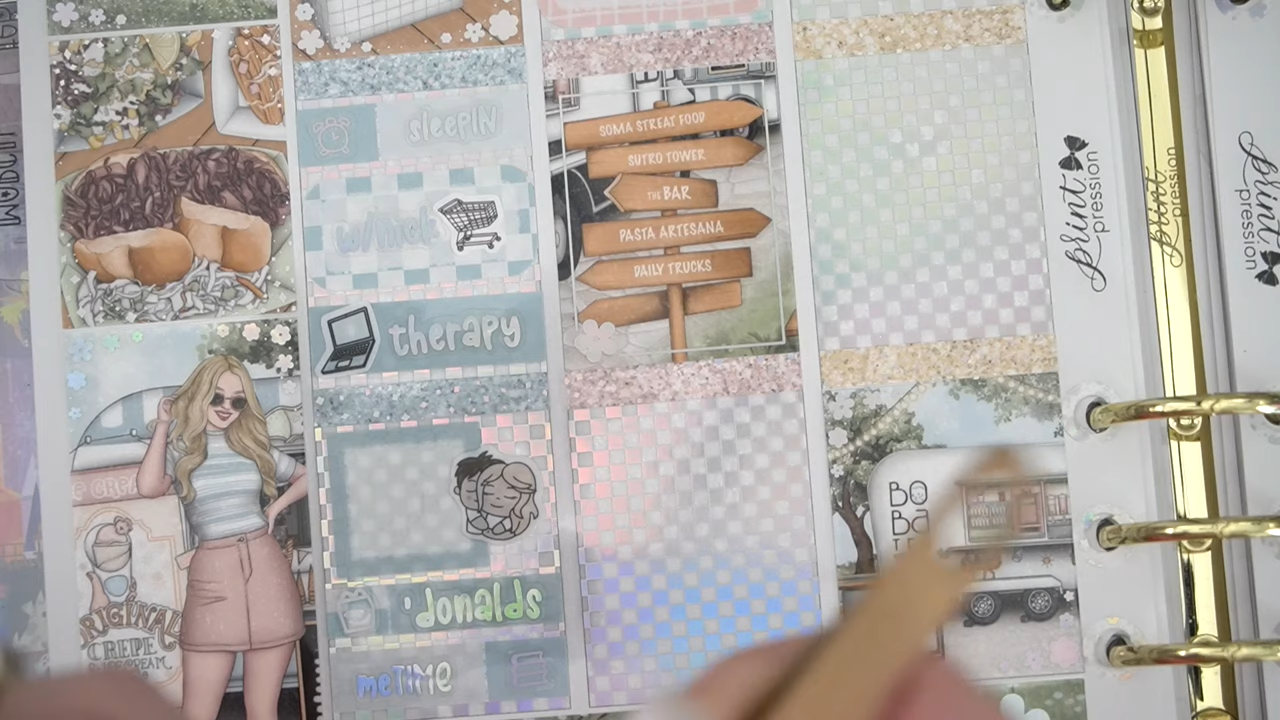 sleepIN
w/niok
therapy
'donalds
meTIME
ORIGINAL
CREPE
SOMA STREAT FOOD
SUTRO TOWER
THE BAR
PASTA ARTESANA
DAILY TRUCKS
BO
Ba
print
pression
print
pression
print
pression